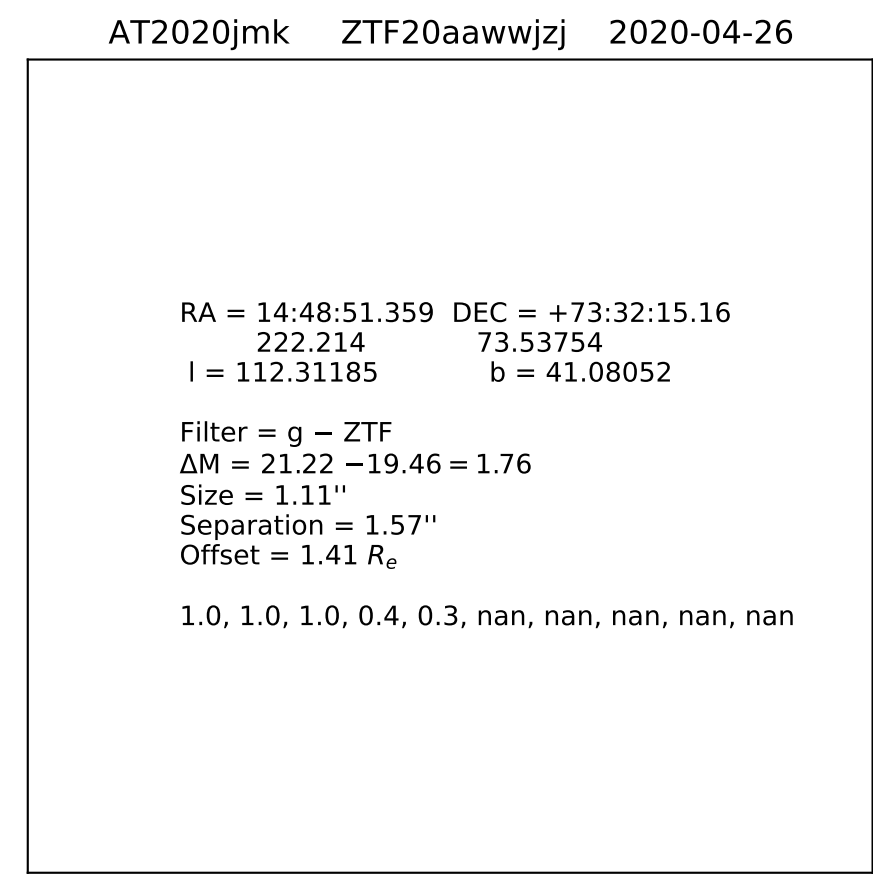 AT2020jmk ZTF20aawwjzj 2020-04-26
RA = 14:48:51.359 DEC = +73:32:15.16
222.214 73.53754
l = 112.31185 b = 41.08052
Filter = g − ZTF
ΔM = 21.22 −19.46 = 1.76
Size = 1.11''
Separation = 1.57''
Offset = 1.41 Re
1.0, 1.0, 1.0, 0.4, 0.3, nan, nan, nan, nan, nan